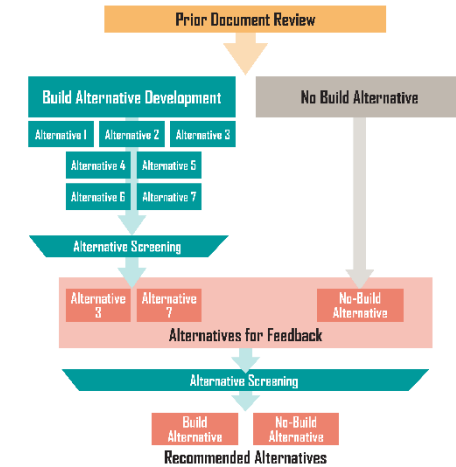 Prior Document Review
Build Alternative Development
No Build Alternative
Alternative 1
Alternative 2
Alternative 3
Alternative 4
Alternative 5
Alternative 6
Alternative 7
Alternative Screening
Alternative
3
Alternative
7
No-Build
Alternative
Alternatives for Feedback
Alternative Screening
Build
Alternative
No-Build
Alternative
Recommended Alternatives